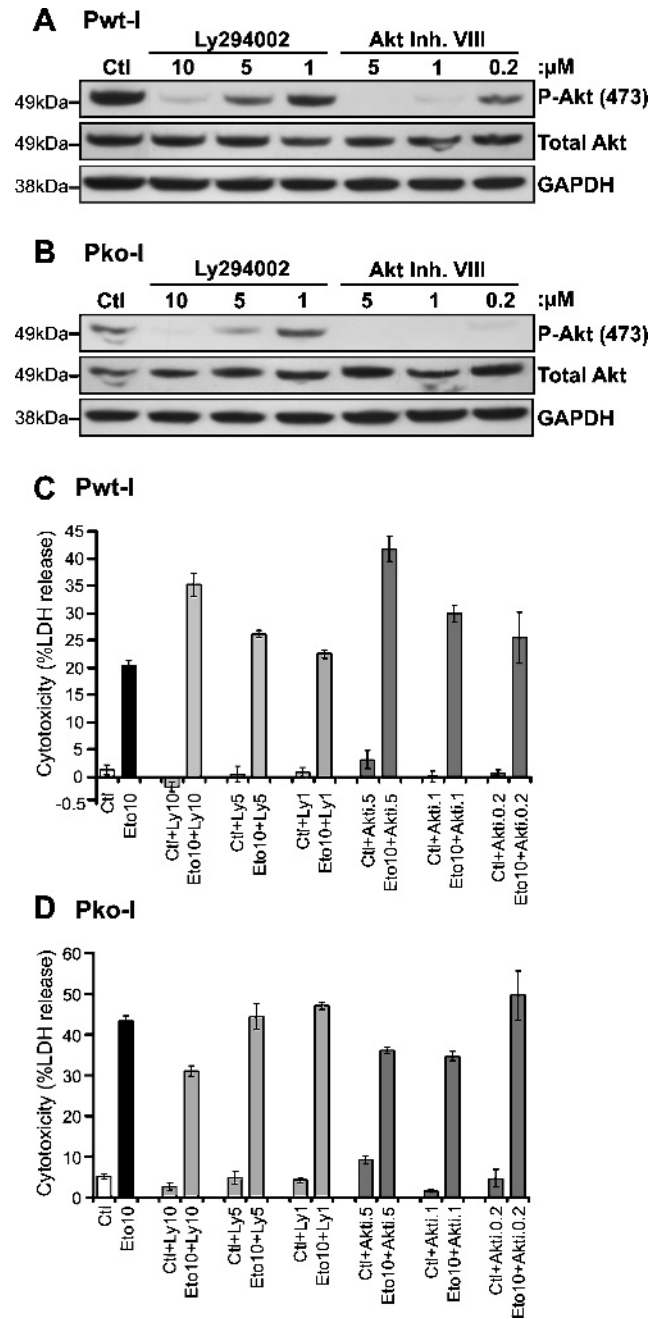 A Pwt-I
Ly294002 Akt Inh. VIII
Ctl 10 5 1 5 1 0.2 :µM
49kDa P-Akt (473)
49kDa Total Akt
38kDa GAPDH
B Pko-I
Ly294002 Akt Inh. VIII
Ctl 10 5 1 5 1 0.2 :µM
49kDa P-Akt (473)
49kDa Total Akt
38kDa GAPDH
C Pwt-I
Cytotoxicity (%LDH release)
45
40
35
30
25
20
15
10
5
0
-0.5
Ctl
Eto10
Ctl+Ly10
Eto10+Ly10
Ctl+Ly5
Eto10+Ly5
Ctl+Ly1
Eto10+Ly1
Ctl+Akti.5
Eto10+Akti.5
Ctl+Akti.1
Eto10+Akti.1
Ctl+Akti.0.2
Eto10+Akti.0.2
D Pko-I
Cytotoxicity (%LDH release)
60
50
40
30
20
10
0
Ctl
Eto10
Ctl+Ly10
Eto10+Ly10
Ctl+Ly5
Eto10+Ly5
Ctl+Ly1
Eto10+Ly1
Ctl+Akti.5
Eto10+Akti.5
Ctl+Akti.1
Eto10+Akti.1
Ctl+Akti.0.2
Eto10+Akti.0.2